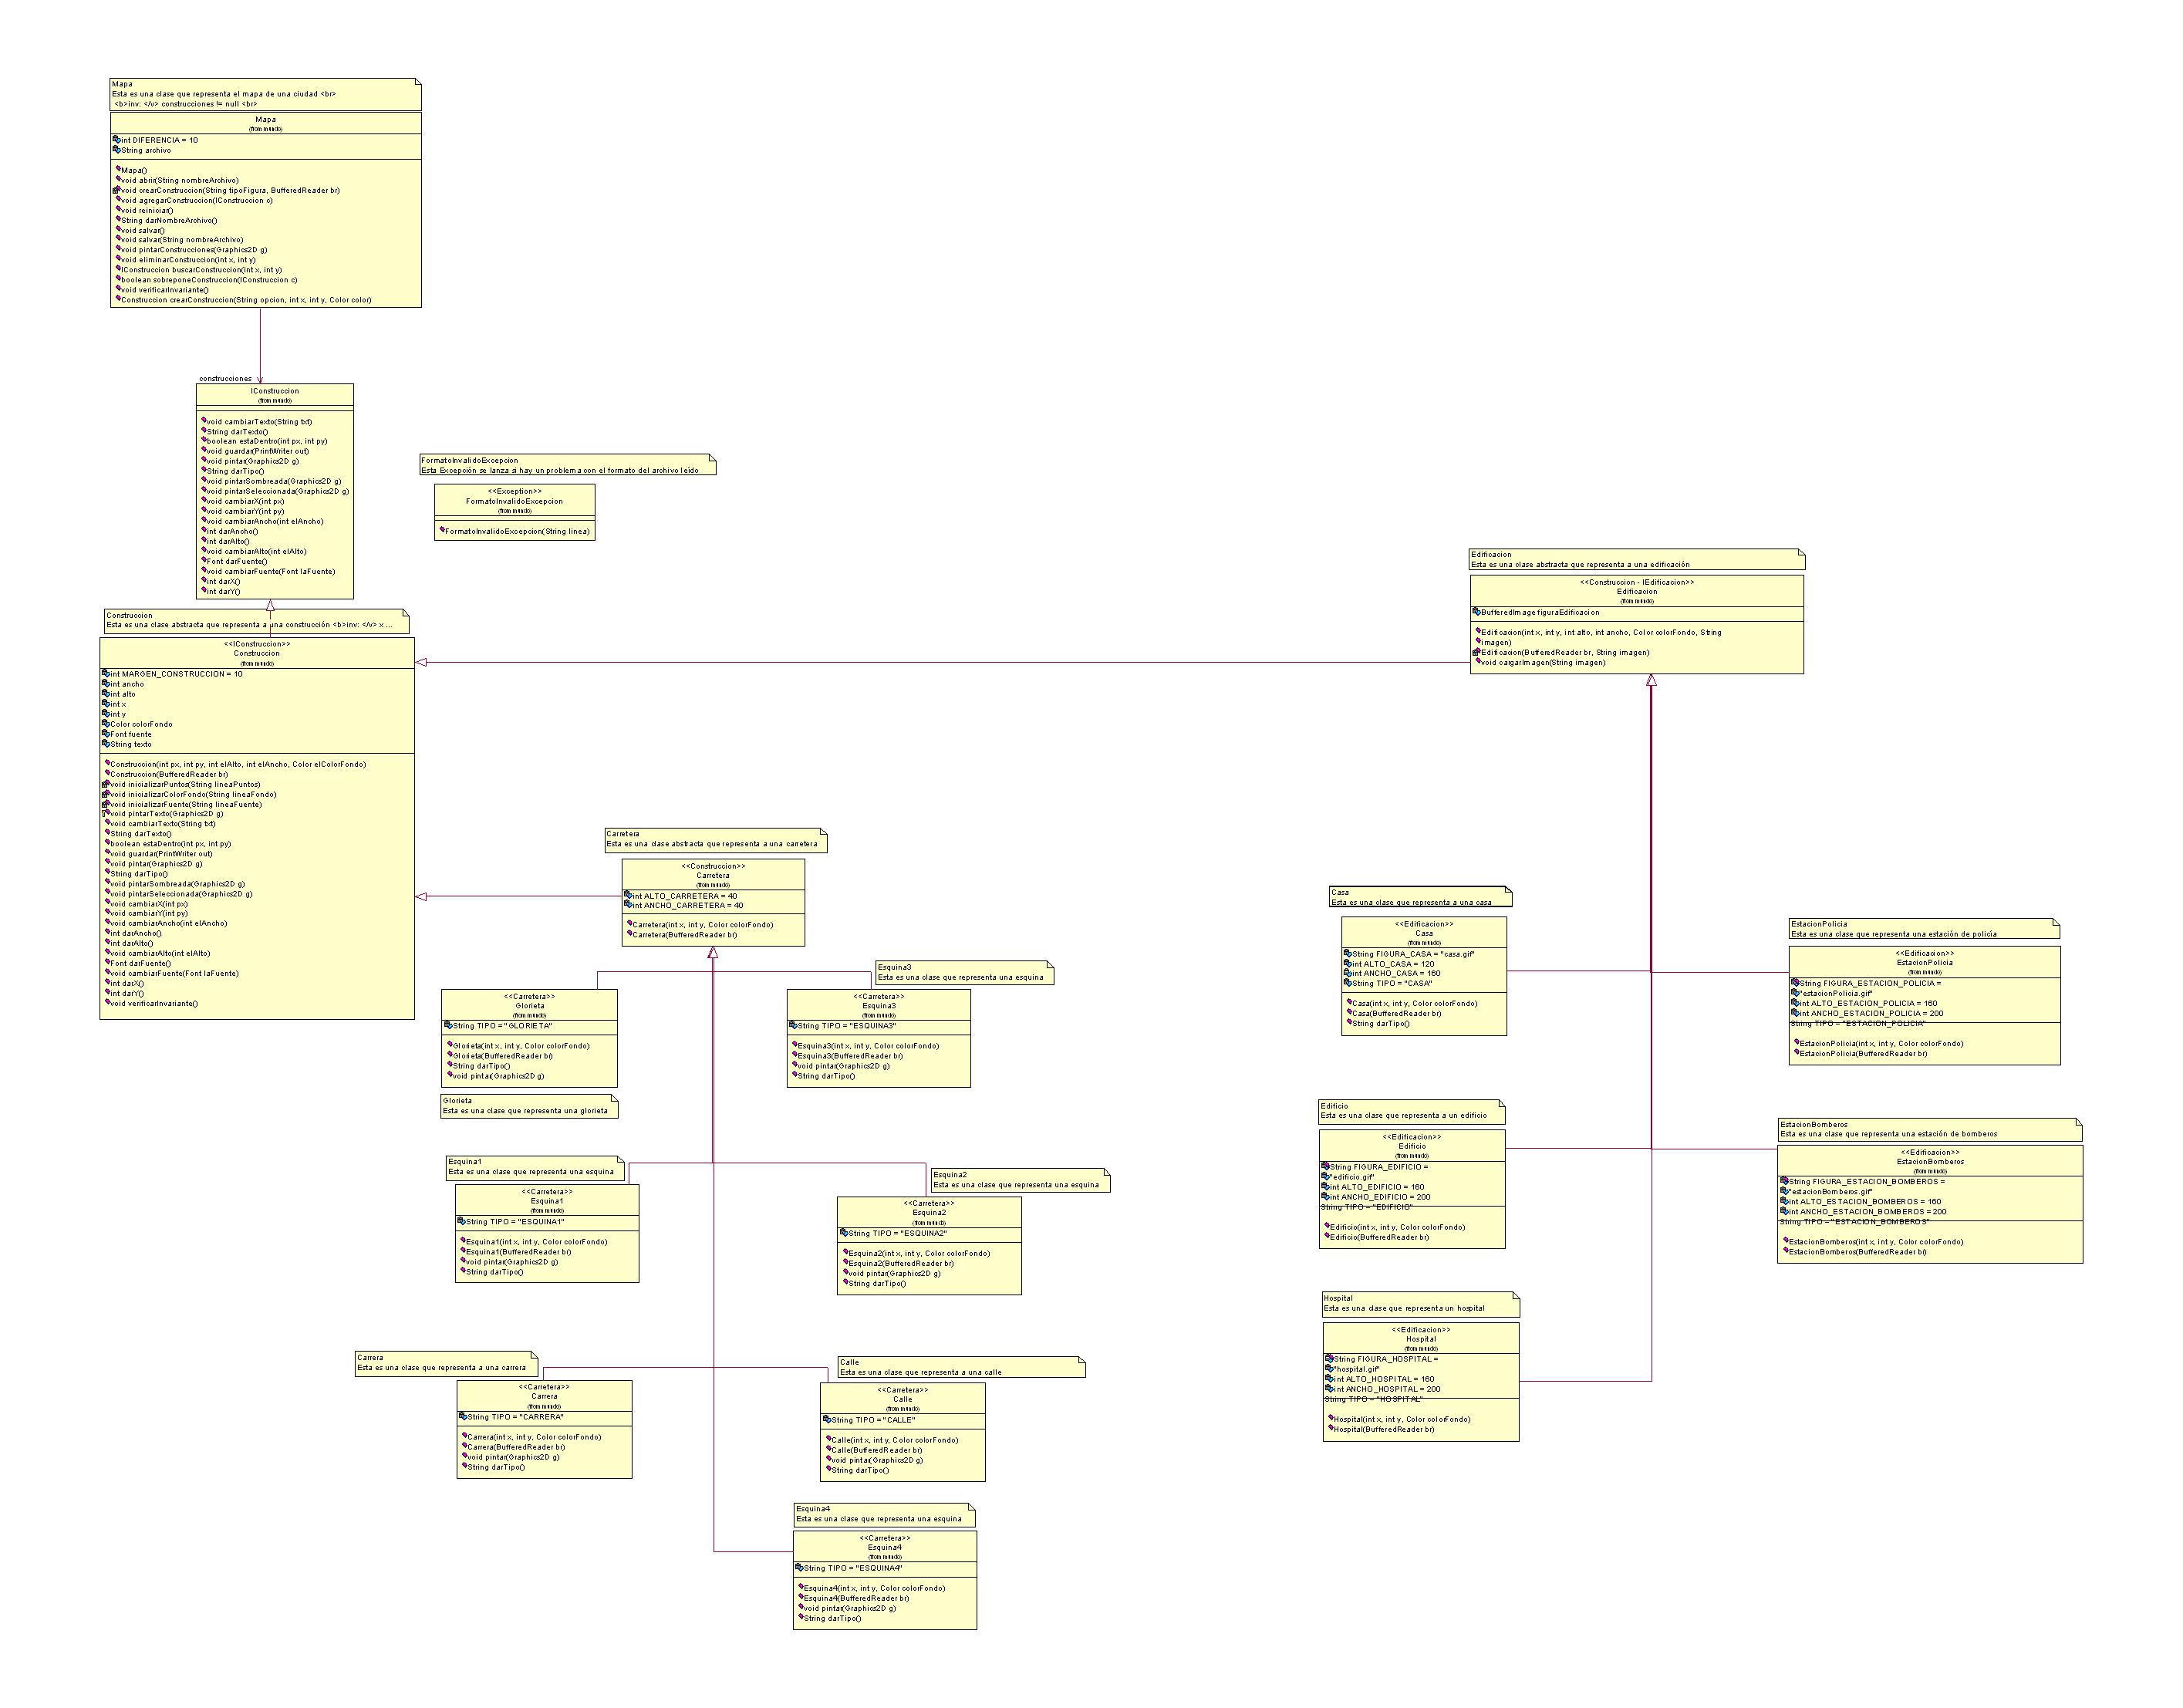 Mapa
Esta es una clase que representa el mapa de una ciudad <br>
<b>inv: </v> construcciones != null <br>
Mapa
(from mundo)
int DIFERENCIA = 10
String archivo
Mapa()
void abrir(String nombreArchivo)
void crearConstruccion(String tipoFigura, BufferedReader br)
void agregarConstruccion(IConstruccion c)
void reiniciar()
String darNombreArchivo()
void salvar()
void salvar(String nombreArchivo)
void pintarConstrucciones(Graphics2D g)
void eliminarConstruccion(int x, int y)
IConstruccion buscarConstruccion(int x, int y)
boolean sobreponeConstruccion(IConstruccion c)
void verificarInvariante()
Construccion crearConstruccion(String opcion, int x, int y, Color color)
construcciones
IConstruccion
(from mundo)
void cambiarTexto(String txt)
String darTexto()
boolean estaDentro(int px, int py)
void guardar(PrintWriter out)
void pintar(Graphics2D g)
String darTipo()
void pintarSombreada(Graphics2D g)
void pintarSeleccionada(Graphics2D g)
void cambiarX(int px)
void cambiarY(int py)
void cambiarAncho(int elAncho)
int darAncho()
int darAlto()
void cambiarAlto(int elAlto)
Font darFuente()
void cambiarFuente(Font laFuente)
int darX()
int darY()
FormatoInvalidoExcepcion
Esta Excepción se lanza si hay un problema con el formato del archivo leído
<<Exception>>
FormatoInvalidoExcepcion
(from mundo)
FormatoInvalidoExcepcion(String linea)
Construccion
Esta es una clase abstracta que representa a una construcción <b>inv: </v> x ...
<<IConstruccion>>
Construccion
(from mundo)
int MARGEN_CONSTRUCCION = 10
int ancho
int alto
int x
int y
Color colorFondo
Font fuente
String texto
Construccion(int px, int py, int elAlto, int elAncho, Color elColorFondo)
Construccion(BufferedReader br)
void inicializarPuntos(String lineaPuntos)
void inicializarColorFondo(String lineaFondo)
void inicializarFuente(String lineaFuente)
void pintarTexto(Graphics2D g)
void cambiarTexto(String txt)
String darTexto()
boolean estaDentro(int px, int py)
void guardar(PrintWriter out)
void pintar(Graphics2D g)
String darTipo()
void pintarSombreada(Graphics2D g)
void pintarSeleccionada(Graphics2D g)
void cambiarX(int px)
void cambiarY(int py)
void cambiarAncho(int elAncho)
int darAncho()
int darAlto()
void cambiarAlto(int elAlto)
Font darFuente()
void cambiarFuente(Font laFuente)
int darX()
int darY()
void verificarInvariante()
Edificacion
Esta es una clase abstracta que representa a una edificación
<<Construccion - IEdificacion>>
Edificacion
(from mundo)
BufferedImage figuraEdificacion
Edificacion(int x, int y, int alto, int ancho, Color colorFondo, String
imagen)
Edificacion(BufferedReader br, String imagen)
void cargarImagen(String imagen)
Carretera
Esta es una clase abstracta que representa a una carretera
<<Construccion>>
Carretera
(from mundo)
int ALTO_CARRETERA = 40
int ANCHO_CARRETERA = 40
Carretera(int x, int y, Color colorFondo)
Carretera(BufferedReader br)
<<Carretera>>
Glorieta
(from mundo)
String TIPO = "GLORIETA"
Glorieta(int x, int y, Color colorFondo)
Glorieta(BufferedReader br)
String darTipo()
void pintar(Graphics2D g)
Glorieta
Esta es una clase que representa una glorieta
Esquina3
Esta es una clase que representa una esquina
<<Carretera>>
Esquina3
(from mundo)
String TIPO = "ESQUINA3"
Esquina3(int x, int y, Color colorFondo)
Esquina3(BufferedReader br)
void pintar(Graphics2D g)
String darTipo()
Esquina1
Esta es una clase que representa una esquina
<<Carretera>>
Esquina1
(from mundo)
String TIPO = "ESQUINA1"
Esquina1(int x, int y, Color colorFondo)
Esquina1(BufferedReader br)
void pintar(Graphics2D g)
String darTipo()
Esquina2
Esta es una clase que representa una esquina
<<Carretera>>
Esquina2
(from mundo)
String TIPO = "ESQUINA2"
Esquina2(int x, int y, Color colorFondo)
Esquina2(BufferedReader br)
void pintar(Graphics2D g)
String darTipo()
Carrera
Esta es una clase que representa a una carrera
<<Carretera>>
Carrera
(from mundo)
String TIPO = "CARRERA"
Carrera(int x, int y, Color colorFondo)
Carrera(BufferedReader br)
void pintar(Graphics2D g)
String darTipo()
Calle
Esta es una clase que representa a una calle
<<Carretera>>
Calle
(from mundo)
String TIPO = "CALLE"
Calle(int x, int y, Color colorFondo)
Calle(BufferedReader br)
void pintar(Graphics2D g)
String darTipo()
Esquina4
Esta es una clase que representa una esquina
<<Carretera>>
Esquina4
(from mundo)
String TIPO = "ESQUINA4"
Esquina4(int x, int y, Color colorFondo)
Esquina4(BufferedReader br)
void pintar(Graphics2D g)
String darTipo()
Casa
Esta es una clase que representa a una casa
<<Edificacion>>
Casa
(from mundo)
String FIGURA_CASA = "casa.gif"
int ALTO_CASA = 120
int ANCHO_CASA = 160
String TIPO = "CASA"
Casa(int x, int y, Color colorFondo)
Casa(BufferedReader br)
String darTipo()
EstacionPolicia
Esta es una clase que representa una estación de policía
<<Edificacion>>
EstacionPolicia
(from mundo)
String FIGURA_ESTACION_POLICIA =
"estacionPolicia.gif"
int ALTO_ESTACION_POLICIA = 160
int ANCHO_ESTACION_POLICIA = 200
String TIPO = "ESTACION_POLICIA"
EstacionPolicia(int x, int y, Color colorFondo)
EstacionPolicia(BufferedReader br)
Edificio
Esta es una clase que representa a un edificio
<<Edificacion>>
Edificio
(from mundo)
String FIGURA_EDIFICIO =
"edificio.gif"
int ALTO_EDIFICIO = 160
int ANCHO_EDIFICIO = 200
String TIPO = "EDIFICIO"
Edificio(int x, int y, Color colorFondo)
Edificio(BufferedReader br)
EstacionBomberos
Esta es una clase que representa una estación de bomberos
<<Edificacion>>
EstacionBomberos
(from mundo)
String FIGURA_ESTACION_BOMBEROS =
"estacionBomberos.gif"
int ALTO_ESTACION_BOMBEROS = 160
int ANCHO_ESTACION_BOMBEROS = 200
String TIPO = "ESTACION_BOMBEROS"
EstacionBomberos(int x, int y, Color colorFondo)
EstacionBomberos(BufferedReader br)
Hospital
Esta es una clase que representa un hospital
<<Edificacion>>
Hospital
(from mundo)
String FIGURA_HOSPITAL =
"hospital.gif"
int ALTO_HOSPITAL = 160
int ANCHO_HOSPITAL = 200
String TIPO = "HOSPITAL"
Hospital(int x, int y, Color colorFondo)
Hospital(BufferedReader br)